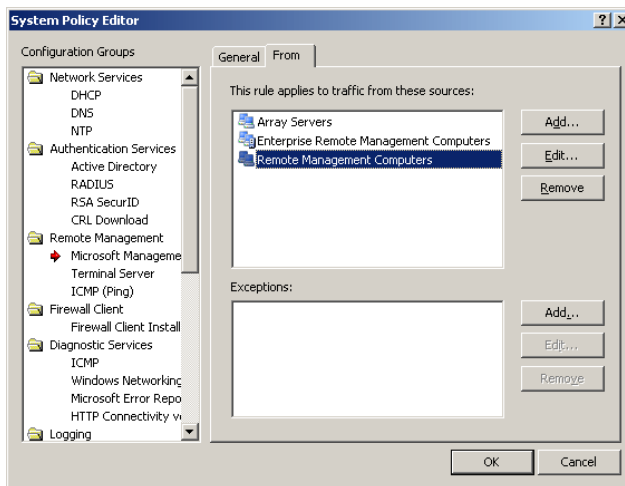 System Policy Editor
Configuration Groups
Network Services
DHCP
DNS
NTP
Authentication Services
Active Directory
RADIUS
RSA SecurID
CRL Download
Remote Management
Microsoft Manageme
Terminal Server
ICMP (Ping)
Firewall Client
Firewall Client Install
Diagnostic Services
ICMP
Windows Networking
Microsoft Error Repo
HTTP Connectivity ve
Logging
General From
This rule applies to traffic from these sources:
Array Servers
Enterprise Remote Management Computers
Remote Management Computers
Add...
Edit...
Remove
Exceptions:
Add...
Edit...
Remove
OK Cancel